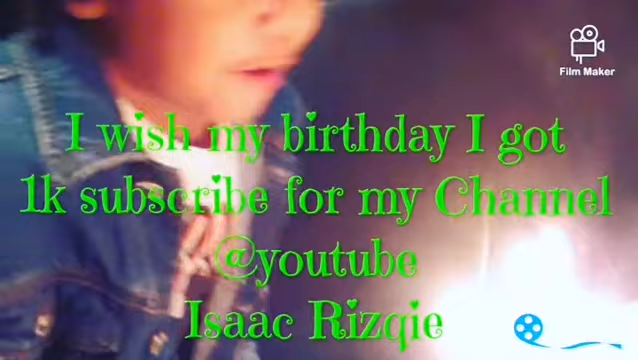 Film Maker
I wish my birthday I got
1k subscribe for my Channel
@youtube
Isaac Rizqie